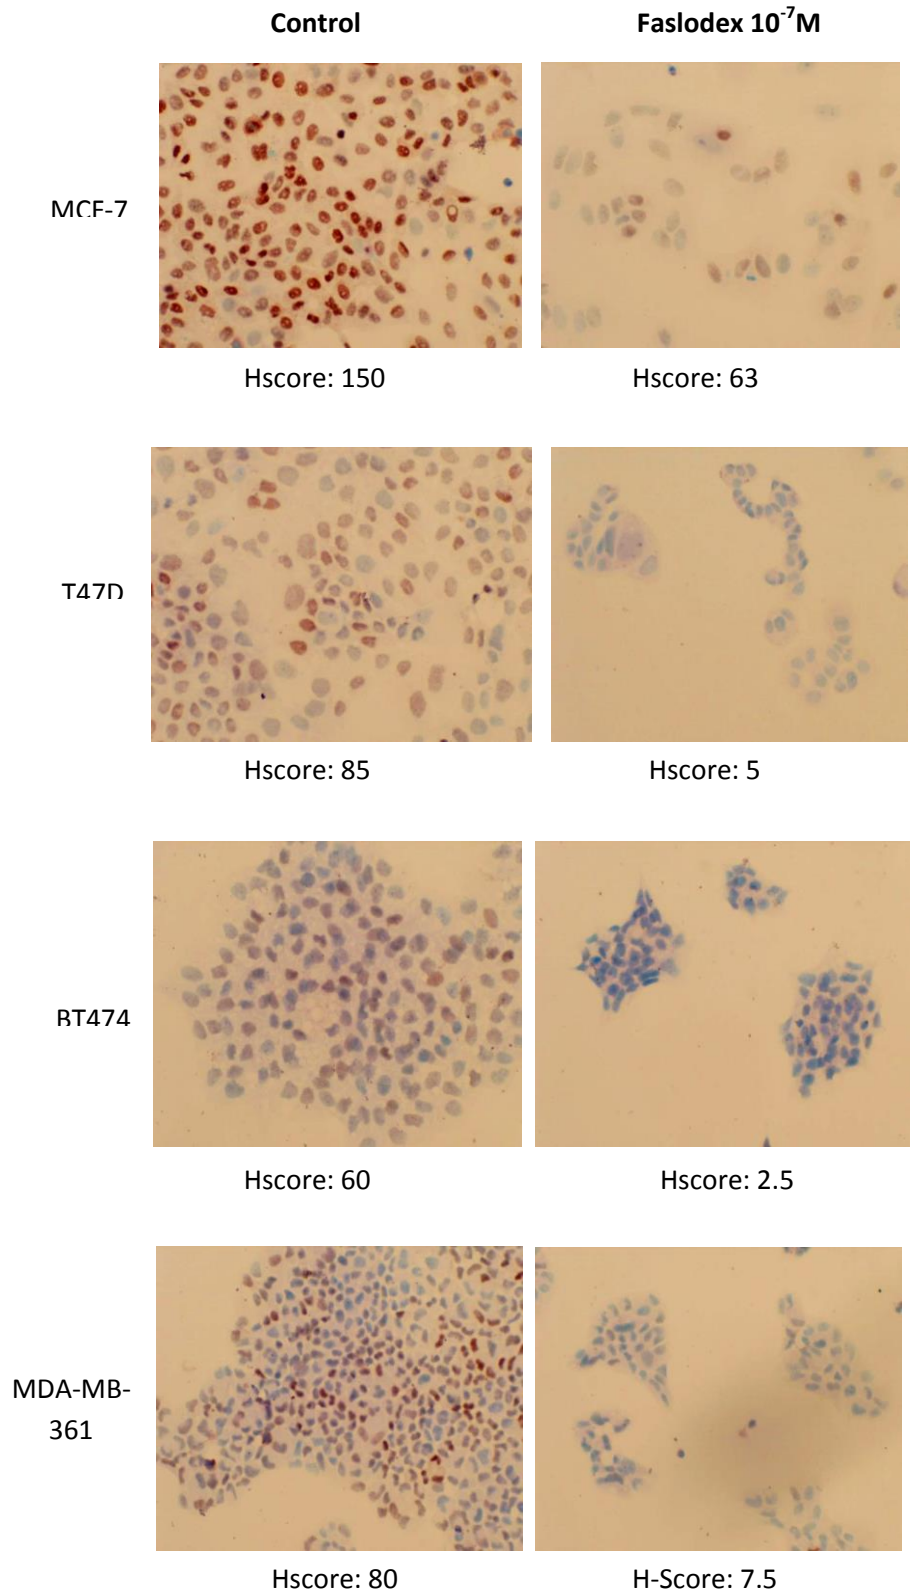 Control Faslodex 10⁻⁷M
MCF-7
Hscore: 150 Hscore: 63
T47D
Hscore: 85 Hscore: 5
BT474
Hscore: 60 Hscore: 2.5
MDA-MB-
361
Hscore: 80 H-Score: 7.5